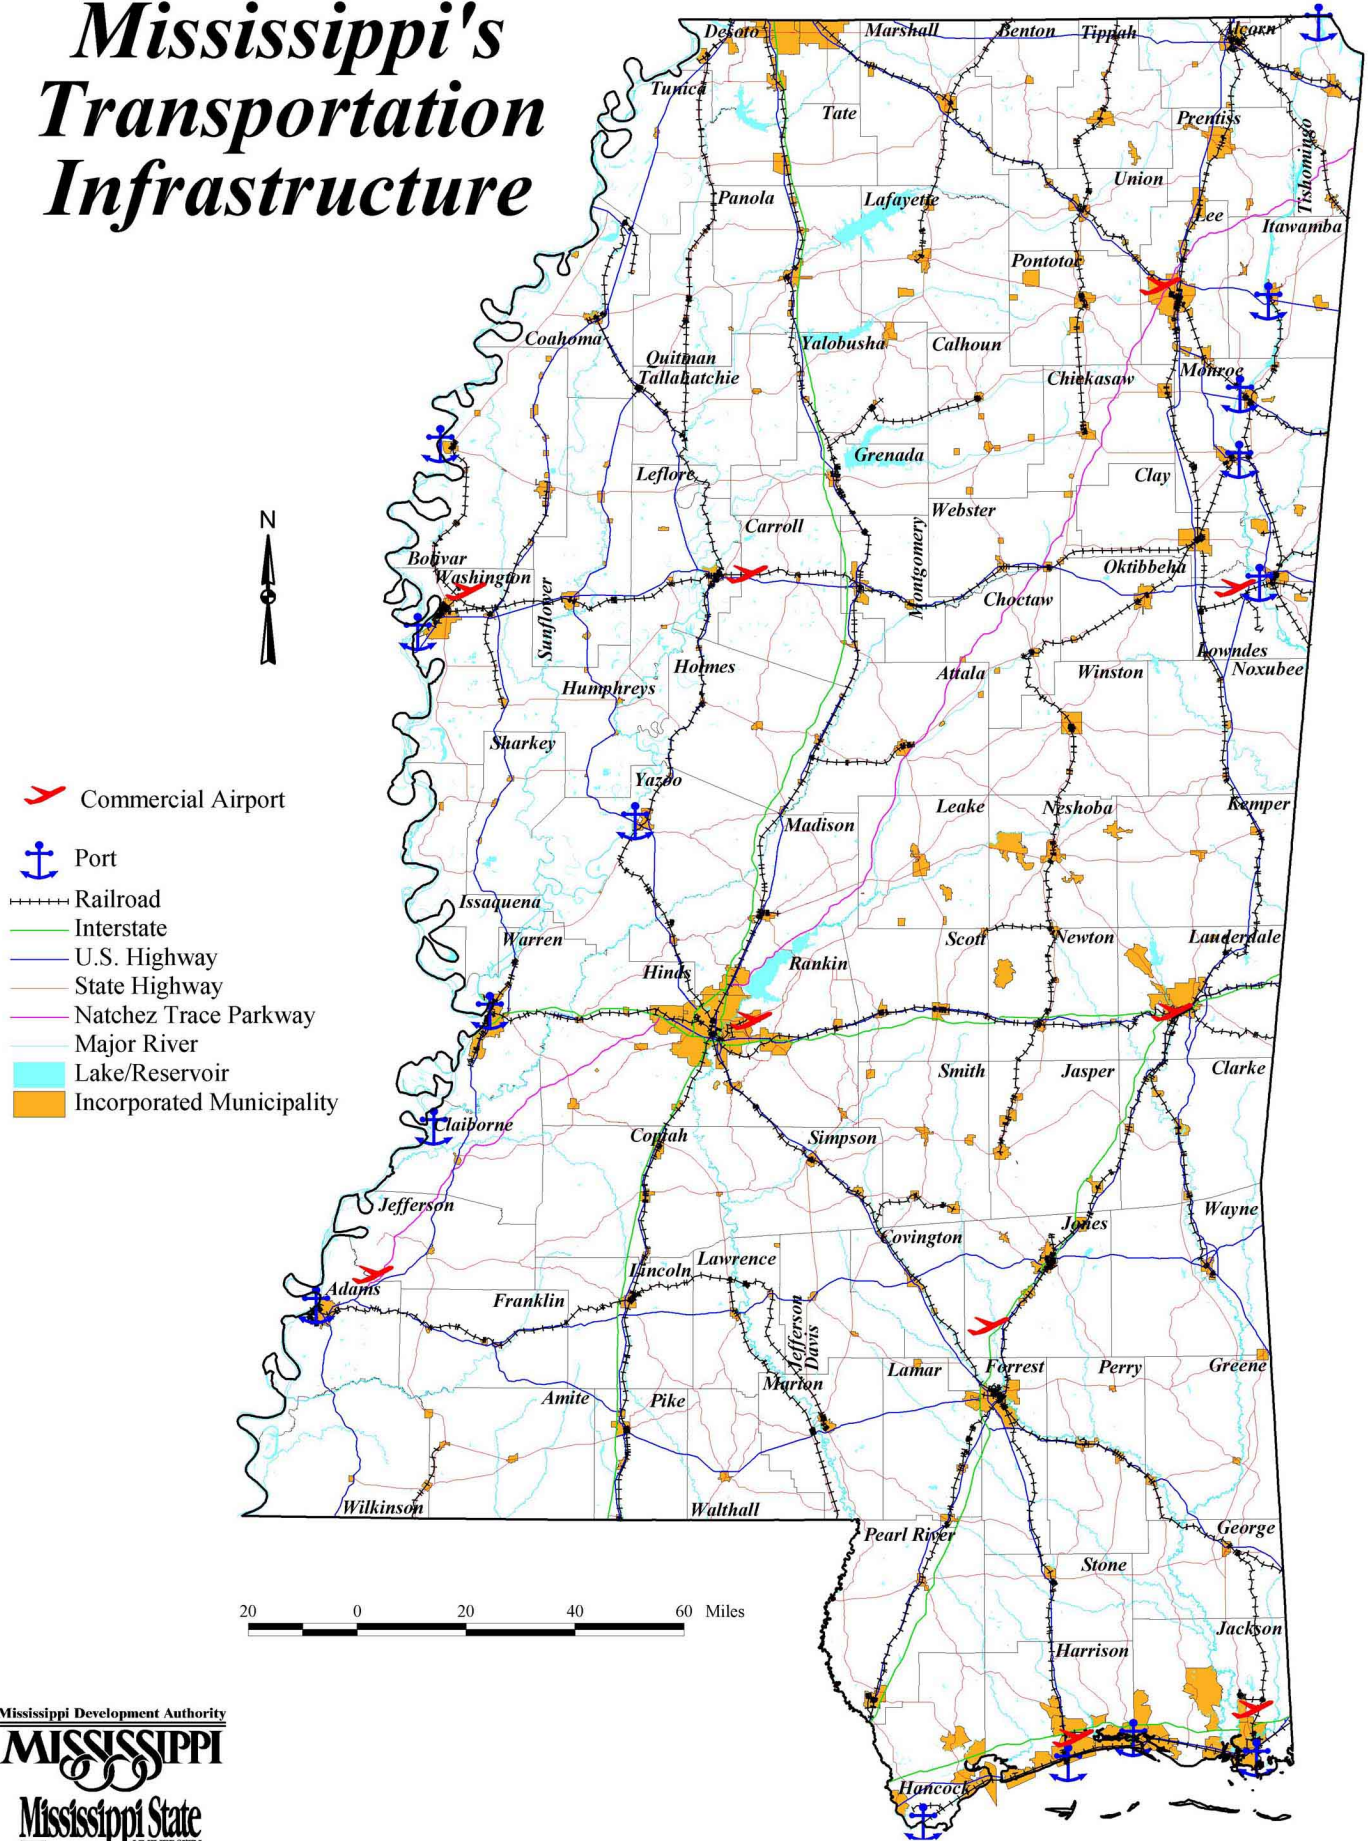 Mississippi's
Transportation
Infrastructure
Desoto
Marshall
Benton
Tippah
Alcorn
Tunica
Tate
Prentiss
Tishomingo
Panola
Lafayette
Union
Lee
Itawamba
Pontotoc
Coahoma
Quitman
Yalobusha
Calhoun
Tallahatchie
Chickasaw
Monroe
Leflore
Grenada
Clay
Carroll
Webster
Montgomery
Bolivar
Washington
Sunflower
Oktibbeha
Choctaw
Lowndes
Holmes
Attala
Winston
Noxubee
Humphreys
Sharkey
Yazoo
Madison
Leake
Neshoba
Kemper
Issaquena
Warren
Scott
Newton
Lauderdale
Hinds
Rankin
Smith
Jasper
Clarke
Claiborne
Copiah
Simpson
Jefferson
Covington
Jones
Wayne
Adams
Franklin
Lincoln
Lawrence
Jefferson
Davis
Marion
Lamar
Forrest
Perry
Greene
Amite
Pike
Wilkinson
Walthall
Pearl River
George
Stone
Jackson
Harrison
Hancock
N
Commercial Airport
Port
Railroad
Interstate
U.S. Highway
State Highway
Natchez Trace Parkway
Major River
Lake/Reservoir
Incorporated Municipality
20 0 20 40 60 Miles
Mississippi Development Authority
MISSISSIPPI
Mississippi State